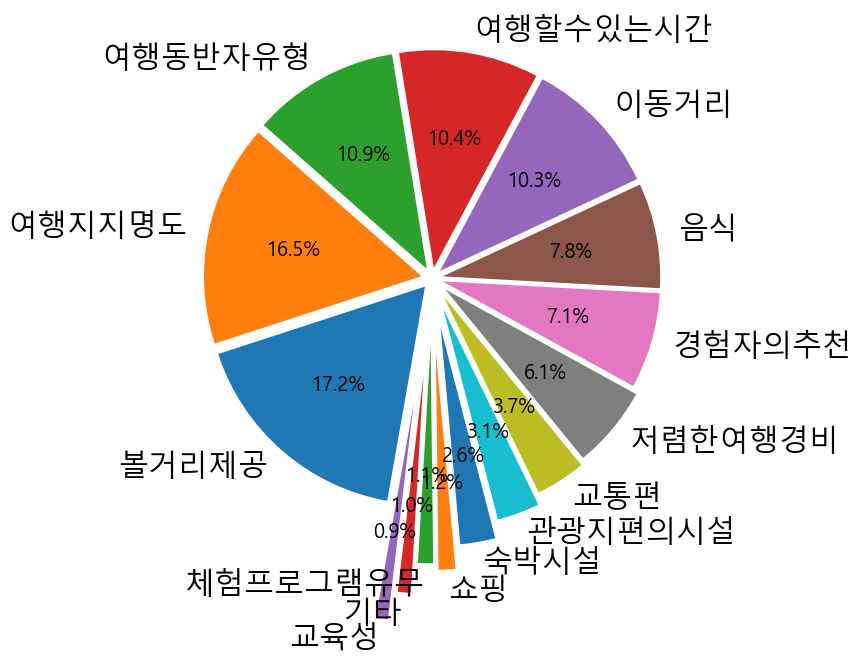 여행할수있는시간
여행동반자유형
이동거리
10.4%
10.9%
10.3%
여행지지명도
음식
16.5%
7.8%
7.1%
경험자의추천
17.2%
6.1%
3.7%
저렴한여행경비
3.1%
볼거리제공
2.6%
1.1%
1.2%
교통편
1.0%
0.9%
관광지편의시설
숙박시설
체험프로그램유무
쇼핑
기타
교육성